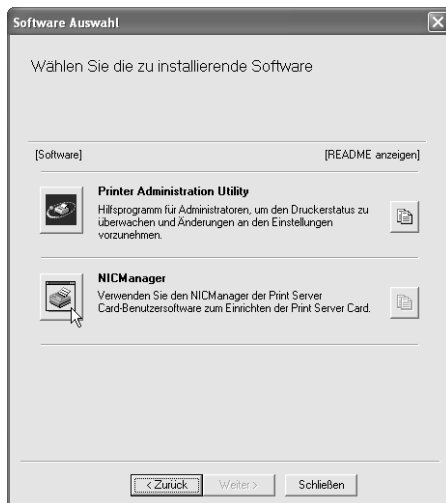 Software Auswahl
Wählen Sie die zu installierende Software
[Software] [README anzeigen]
Printer Administration Utility
Hilfsprogramm für Administratoren, um den Druckerstatus zu
überwachen und Änderungen an den Einstellungen
vorzunehmen.
NICManager
Verwenden Sie den NICManager der Print Server
Card-Benutzersoftware zum Einrichten der Print Server Card.
< Zurück Weiter > Schließen